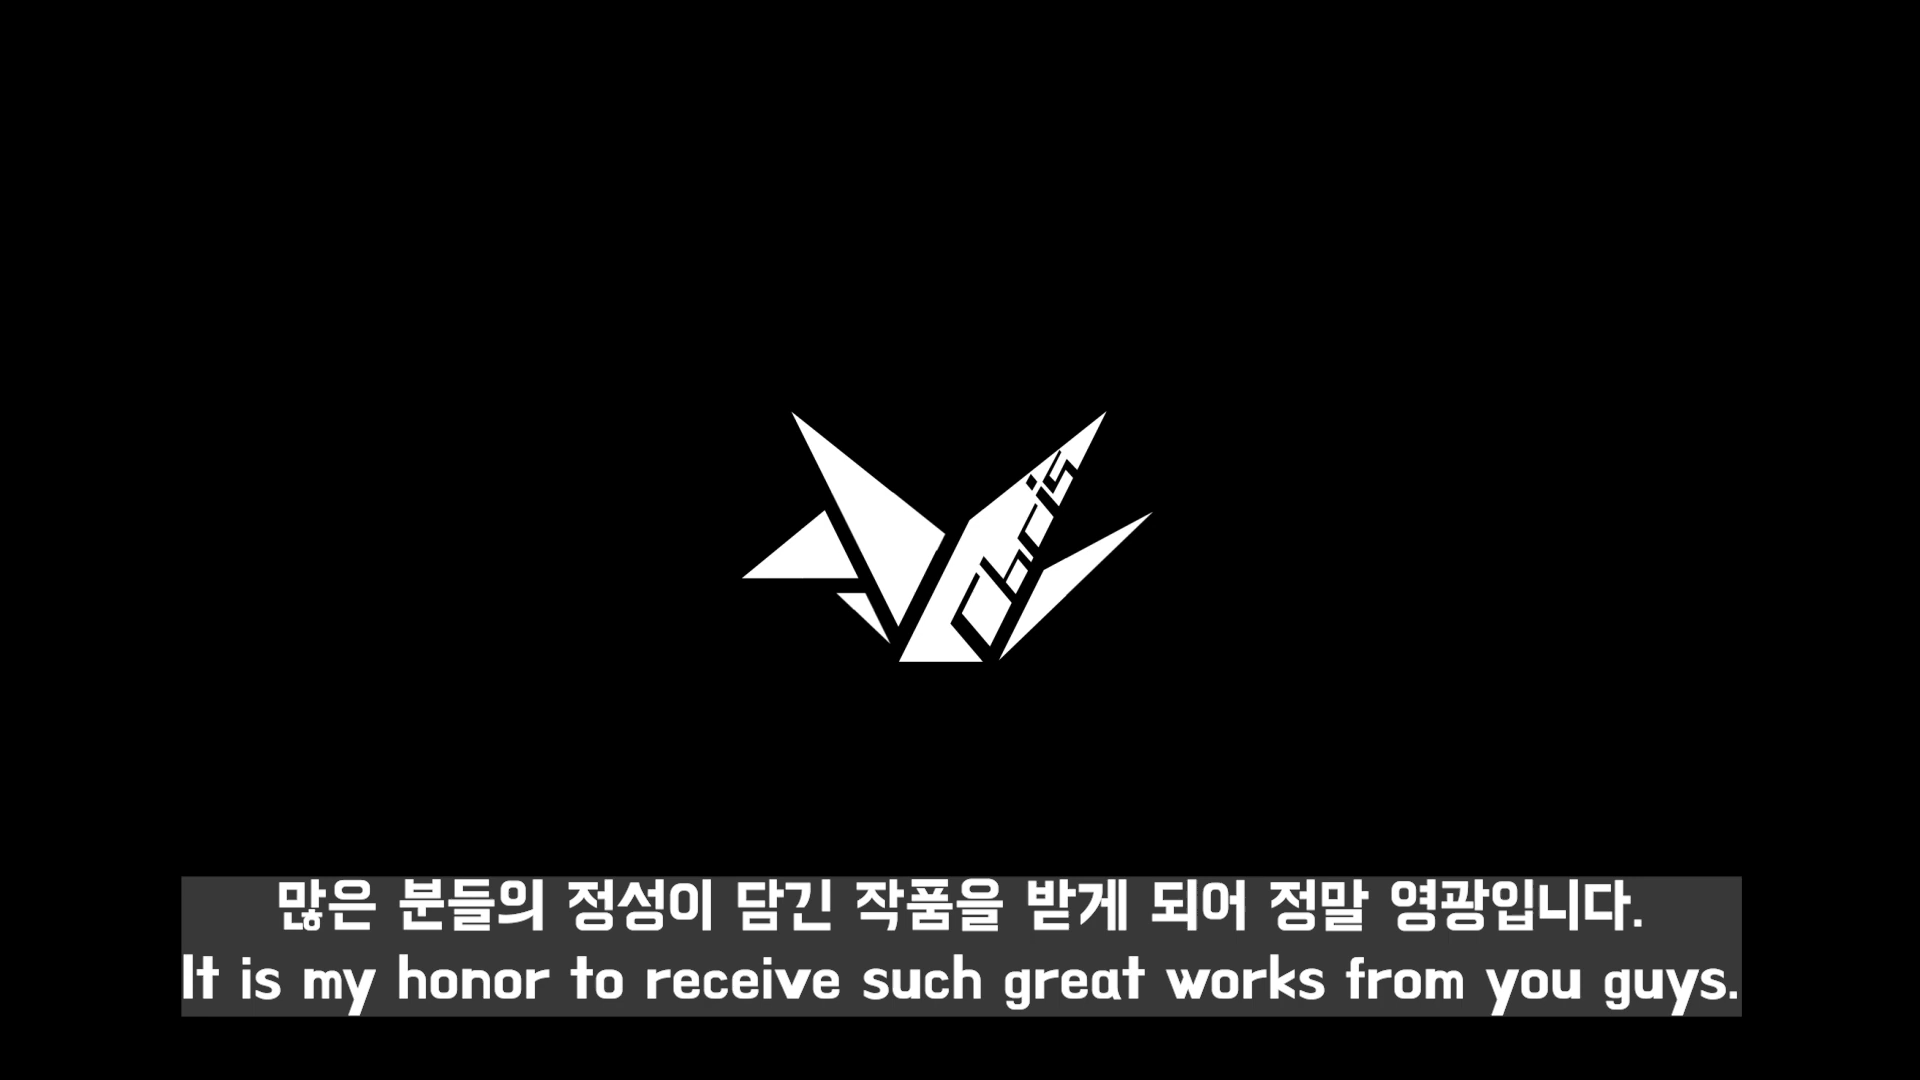 Chris
많은 분들의 정성이 담긴 작품을 받게 되어 정말 영광입니다.
It is my honor to receive such great works from you guys.